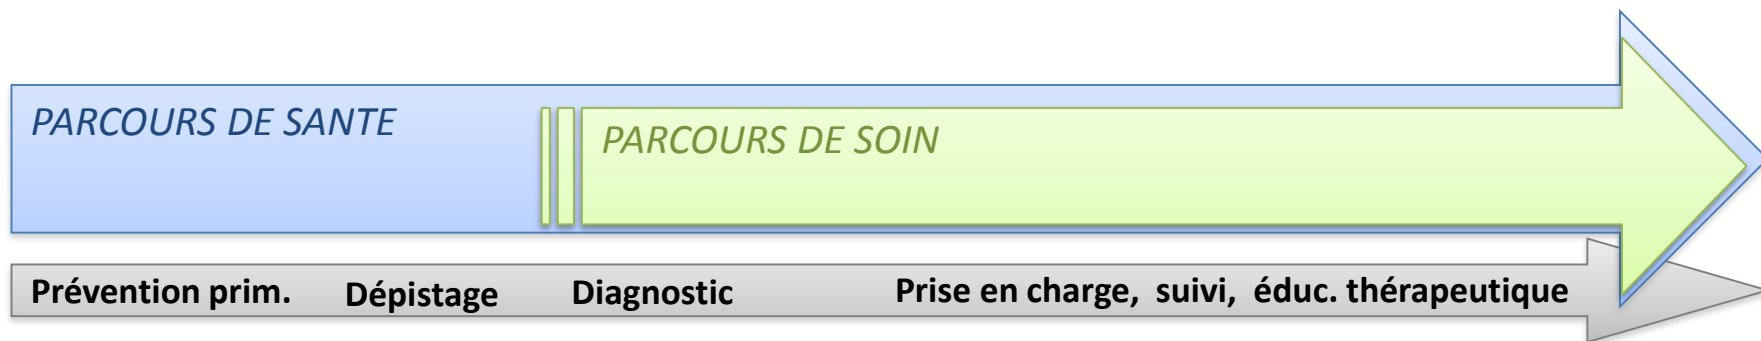 PARCOURS DE SANTE
PARCOURS DE SOIN
Prévention prim. Dépistage Diagnostic Prise en charge, suivi, éduc. thérapeutique